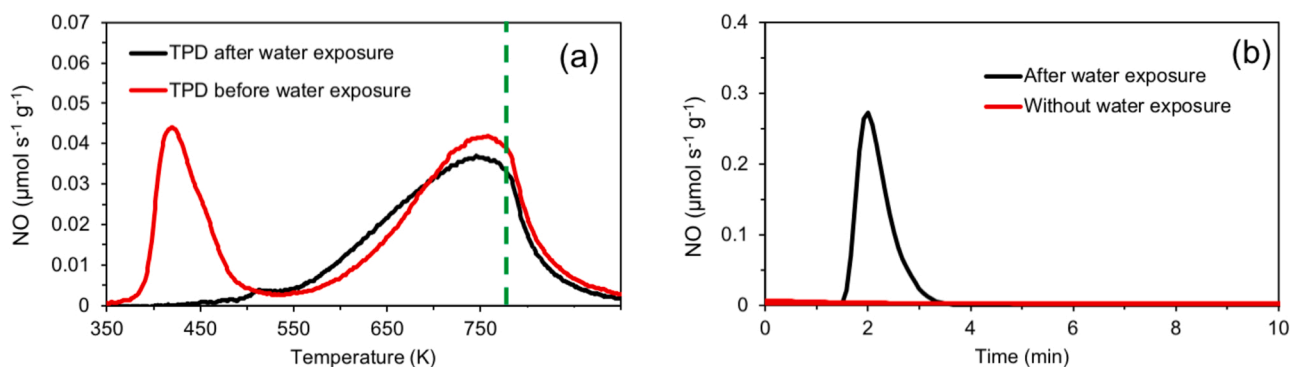 0.07
0.06
0.05
0.04
0.03
0.02
0.01
0
NO (μmol s⁻¹ g⁻¹)
TPD after water exposure
TPD before water exposure
(a)
350
450
550
650
750
Temperature (K)
0.4
0.3
0.2
0.1
0
NO (μmol s⁻¹ g⁻¹)
(b)
After water exposure
Without water exposure
0
2
4
6
8
10
Time (min)